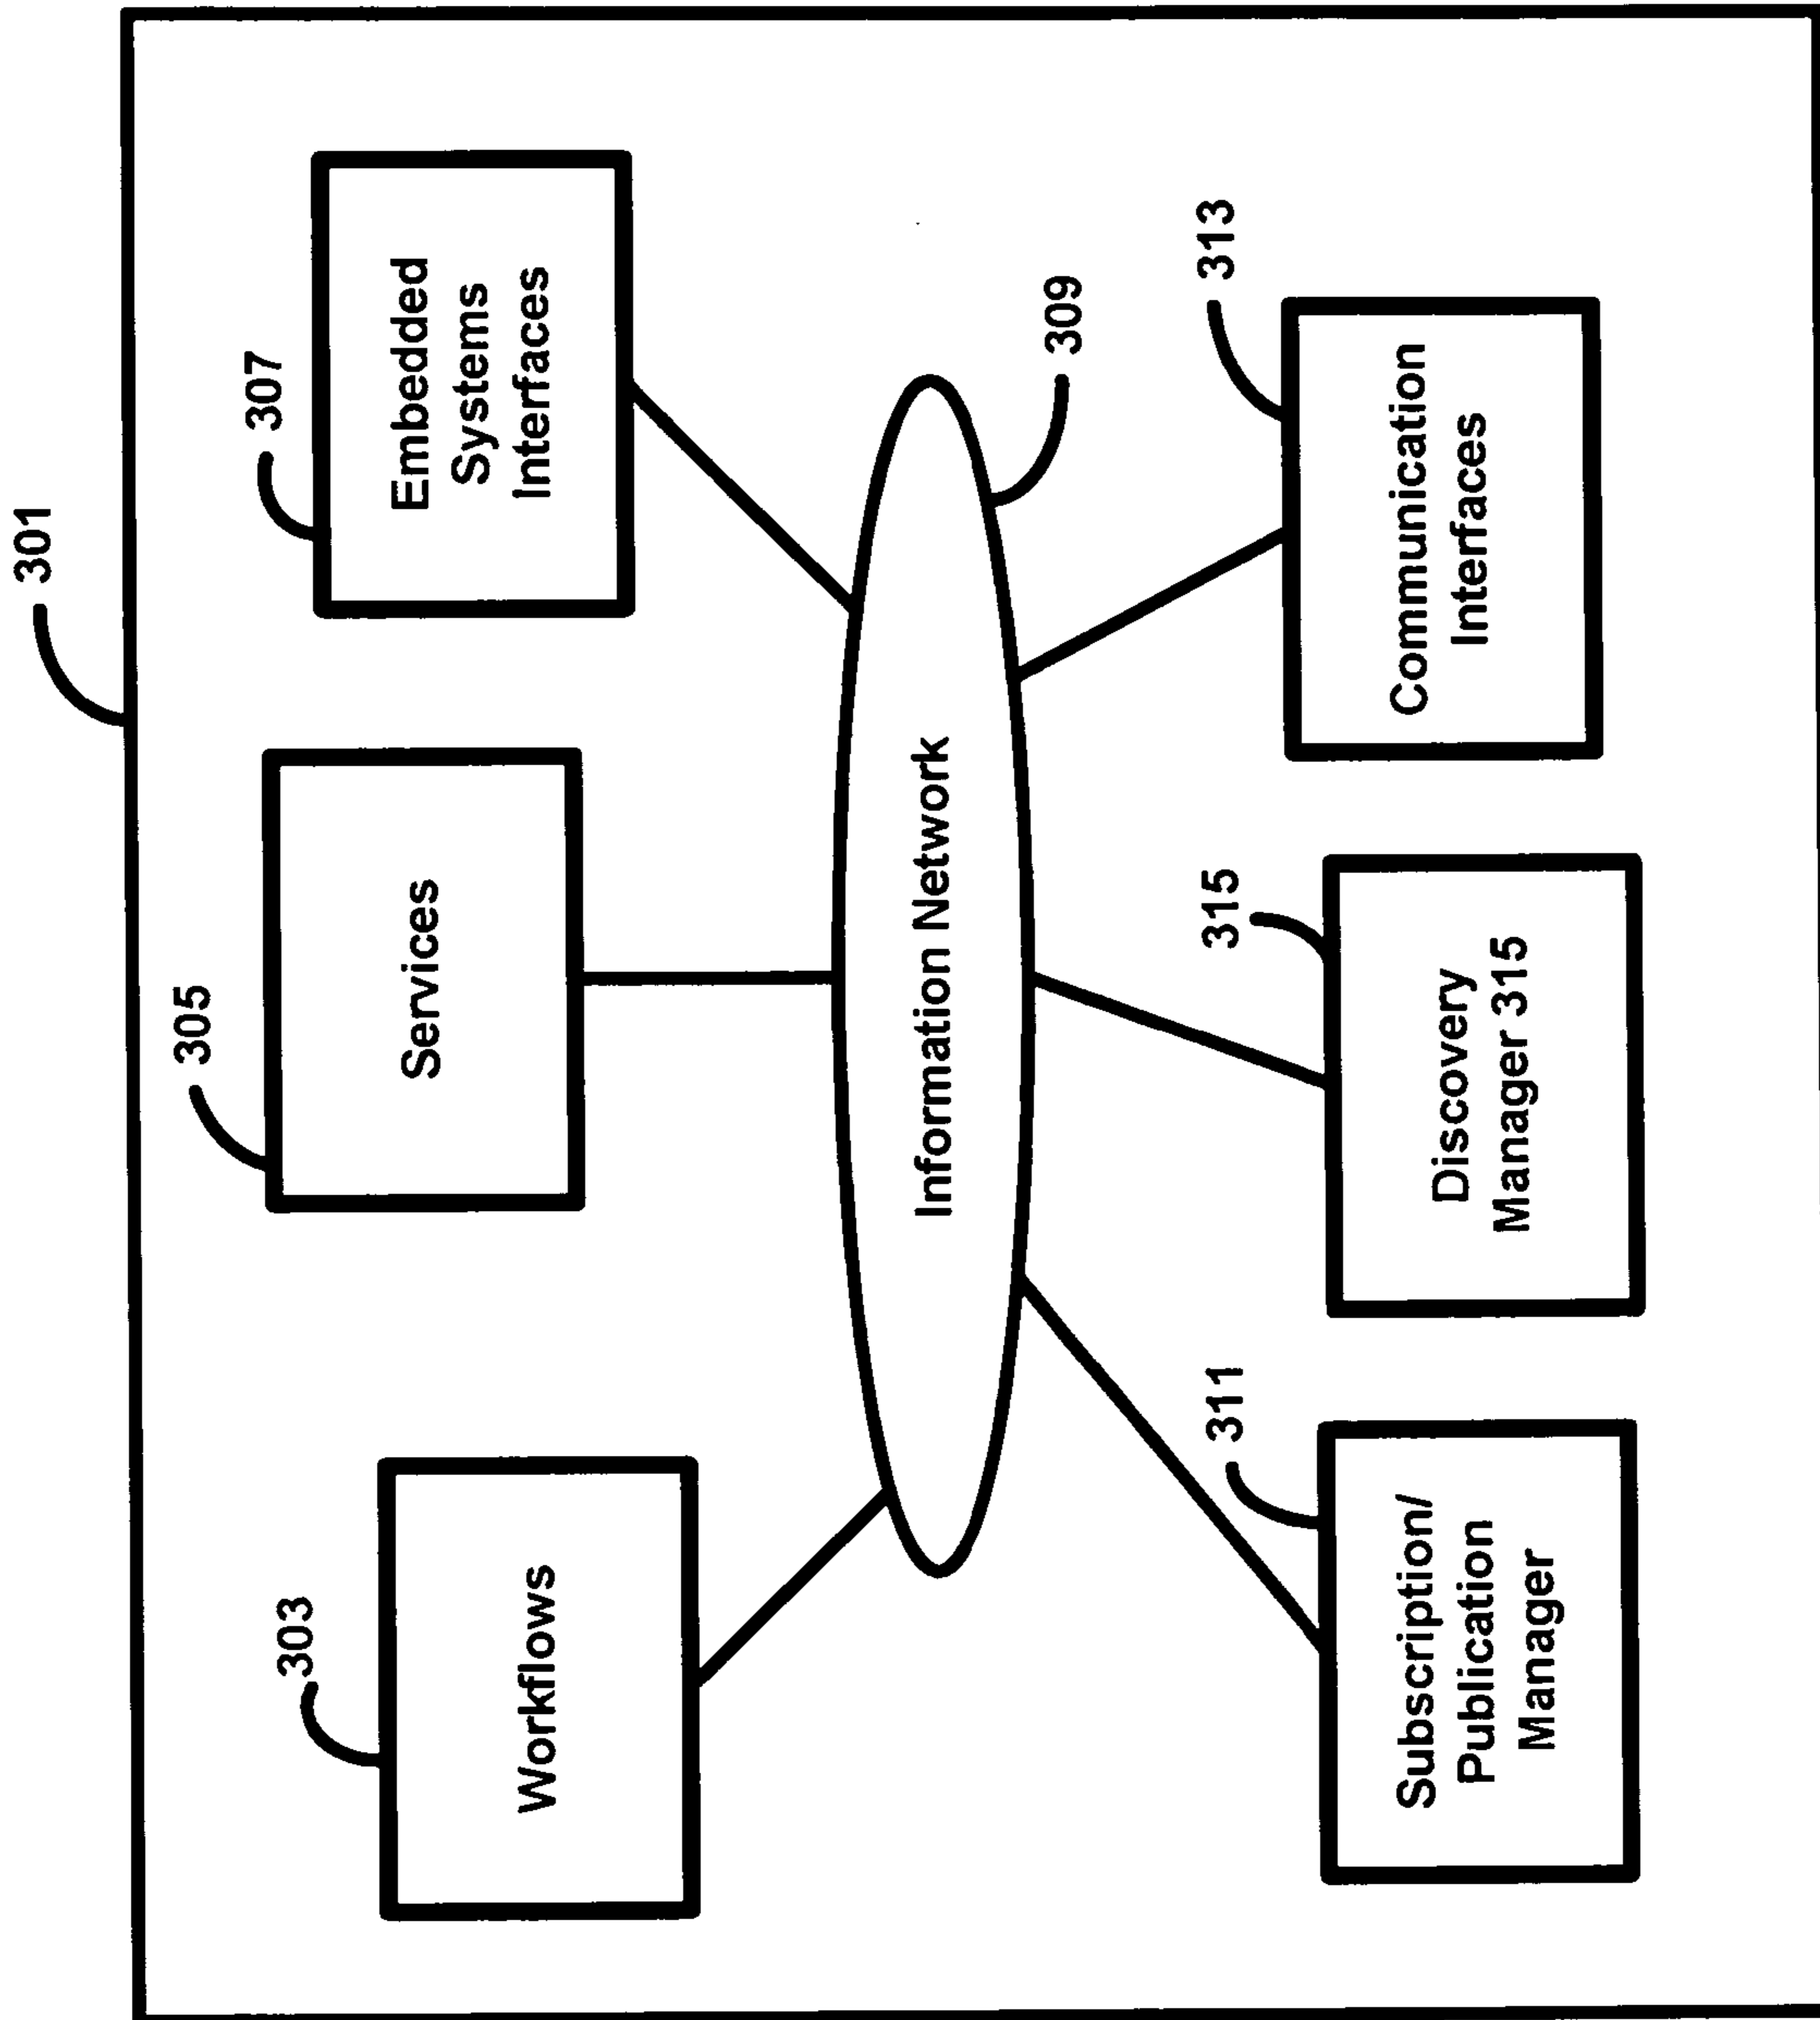 301
303
Workflows
305
Services
307
Embedded
Systems
Interfaces
Information Network
309
311
Subscription/
Publication
Manager
315
Discovery
Manager 315
313
Communication
Interfaces